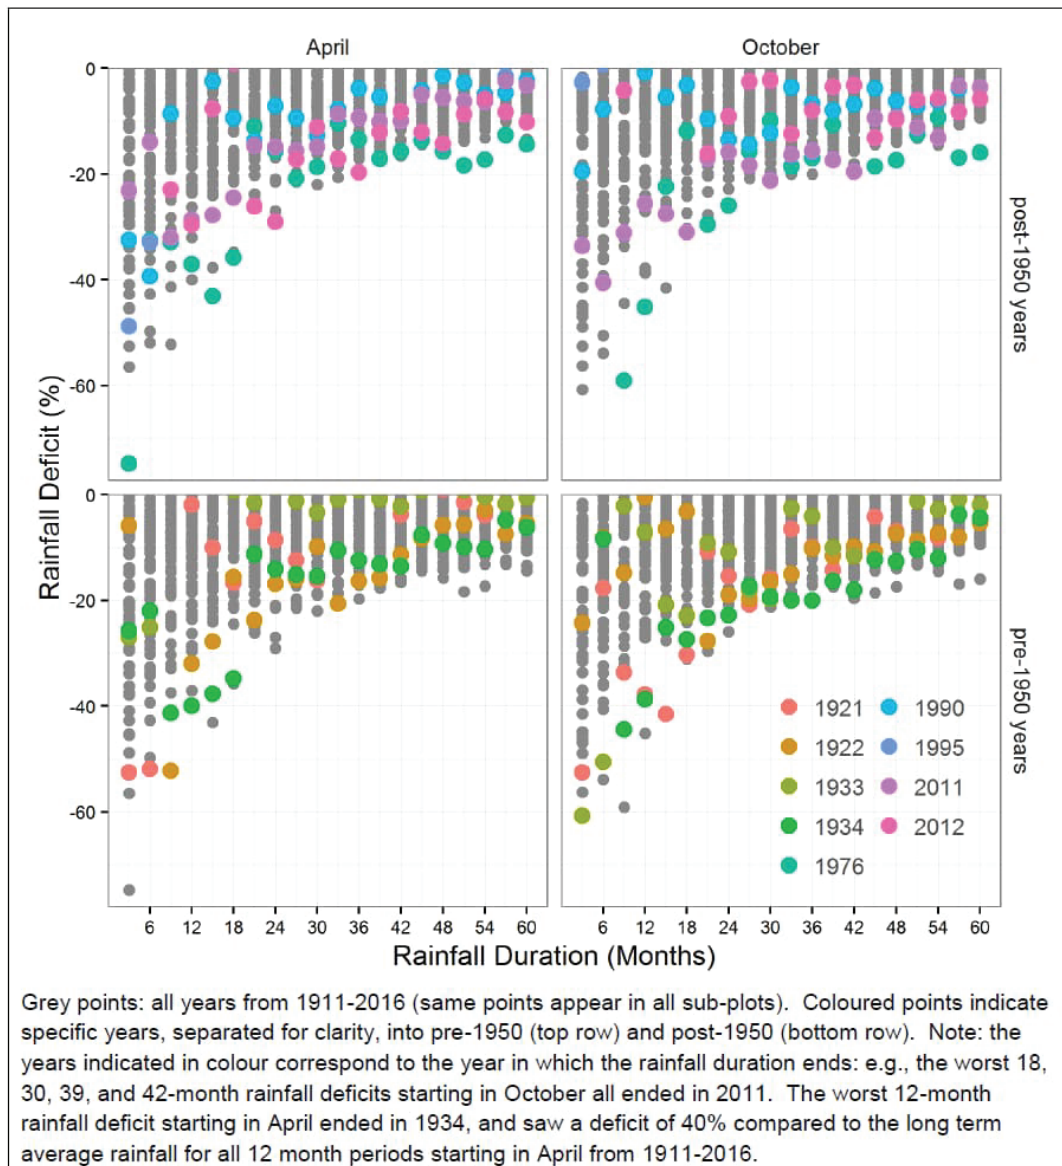 April
October
0
-20
-40
-60
post-1950 years
Rainfall Deficit (%)
0
-20
-40
-60
pre-1950 years
1921
1990
1922
1995
1933
2011
1934
2012
1976
6 12 18 24 30 36 42 48 54 60
6 12 18 24 30 36 42 48 54 60
Rainfall Duration (Months)
Grey points: all years from 1911-2016 (same points appear in all sub-plots). Coloured points indicate
specific years, separated for clarity, into pre-1950 (top row) and post-1950 (bottom row). Note: the
years indicated in colour correspond to the year in which the rainfall duration ends: e.g., the worst 18,
30, 39, and 42-month rainfall deficits starting in October all ended in 2011. The worst 12-month
rainfall deficit starting in April ended in 1934, and saw a deficit of 40% compared to the long term
average rainfall for all 12 month periods starting in April from 1911-2016.